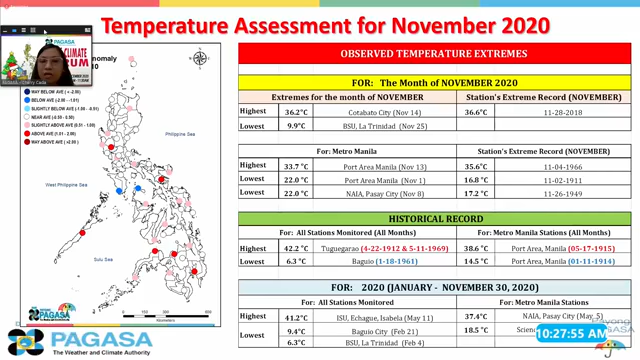 Temperature Assessment for November 2020
PAGASA
CLIMATE
omaly
WAY BELOW AVE (< -2.00)
BELOW AVE (-2.00 ... -1.01)
SLIGHTLY BELOW AVE
NEAR AVE
SLIGHTLY ABOVE AVE (0.51 - 1.00)
ABOVE AVE (1.01 - 2.00)
WAY ABOVE AVE (>2.00)
Philippine Sea
West Philippine Sea
Sulu Sea
OBSERVED TEMPERATURE EXTREMES
FOR: The Month of NOVEMBER 2020
Extremes for the month of NOVEMBER Station's Extreme Record (NOVEMBER)
Highest 36.2°C Cotabato City (Nov 14) 36.6°C 11-28-2018
Lowest 9.9°C BSU, La Trinidad (Nov 25)
For: Metro Manila Station's Extreme Record (NOVEMBER)
Highest 33.7 °C Port Area Manila (Nov 13) 35.6°C 11-04-1966
Lowest 22.0 °C Port Area Manila (Nov 1) 16.8 °C 11-02-1911
Lowest 22.0 °C NAIA, Pasay City (Nov 8) 17.2 °C 11-26-1949
HISTORICAL RECORD
For: All Stations Monitored (All Months) For: Metro Manila Stations (All Months)
Highest 42.2 °C Tuguegarao (4-22-1912 & 5-11-1969) 38.6 °C Port Area, Manila (05-17-1915)
Lowest 6.3 °C Baguio (1-18-1961) 14.5 °C Port Area, Manila (01-11-1914)
FOR: 2020 (JANUARY - NOVEMBER 30, 2020)
For: All Stations Monitored For: Metro Manila Stations
Highest 41.2°C ISU, Echague, Isabela (May 11) 37.4°C NAIA, Pasay City (May 5)
Lowest 9.4°C Baguio City (Feb 21) 18.5 °C Scien
6.3°C BSU, La Trinidad (Feb 4)
10:27:55 AM
PAGASA
PAGASA
The Weather and Climate Authority